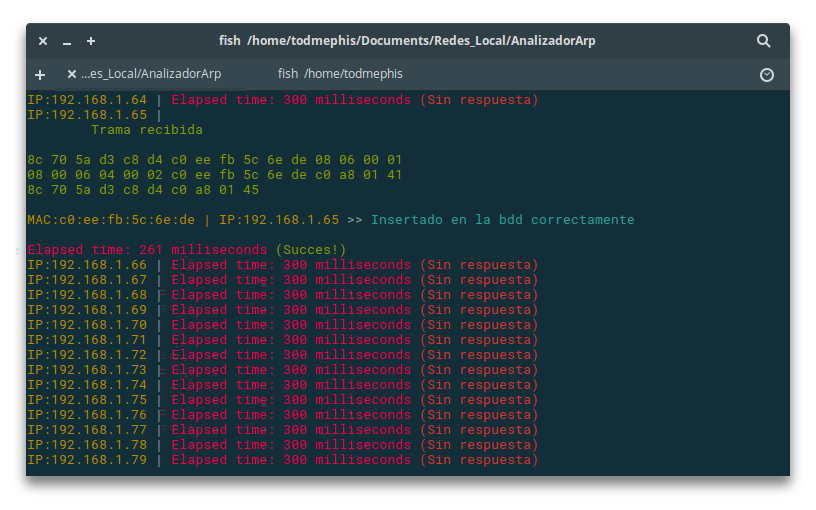 fish /home/todmephis/Documents/Redes_Local/AnalizadorArp
...es_Local/AnalizadorArp fish /home/todmephis
IP:192.168.1.64 | Elapsed time: 300 milliseconds (Sin respuesta)
IP:192.168.1.65 |
Trama recibida
8c 70 5a d3 c8 d4 c0 ee fb 5c 6e de 08 06 00 01
08 00 06 04 00 02 c0 ee fb 5c 6e de c0 a8 01 41
8c 70 5a d3 c8 d4 c0 a8 01 45
MAC:c0:ee:fb:5c:6e:de | IP:192.168.1.65 >> Insertado en la bdd correctamente
Elapsed time: 261 milliseconds (Succes!)
IP:192.168.1.66 | Elapsed time: 300 milliseconds (Sin respuesta)
IP:192.168.1.67 | Elapsed time: 300 milliseconds (Sin respuesta)
IP:192.168.1.68 | Elapsed time: 300 milliseconds (Sin respuesta)
IP:192.168.1.69 | Elapsed time: 300 milliseconds (Sin respuesta)
IP:192.168.1.70 | Elapsed time: 300 milliseconds (Sin respuesta)
IP:192.168.1.71 | Elapsed time: 300 milliseconds (Sin respuesta)
IP:192.168.1.72 | Elapsed time: 300 milliseconds (Sin respuesta)
IP:192.168.1.73 | Elapsed time: 300 milliseconds (Sin respuesta)
IP:192.168.1.74 | Elapsed time: 300 milliseconds (Sin respuesta)
IP:192.168.1.75 | Elapsed time: 300 milliseconds (Sin respuesta)
IP:192.168.1.76 | Elapsed time: 300 milliseconds (Sin respuesta)
IP:192.168.1.77 | Elapsed time: 300 milliseconds (Sin respuesta)
IP:192.168.1.78 | Elapsed time: 300 milliseconds (Sin respuesta)
IP:192.168.1.79 | Elapsed time: 300 milliseconds (Sin respuesta)